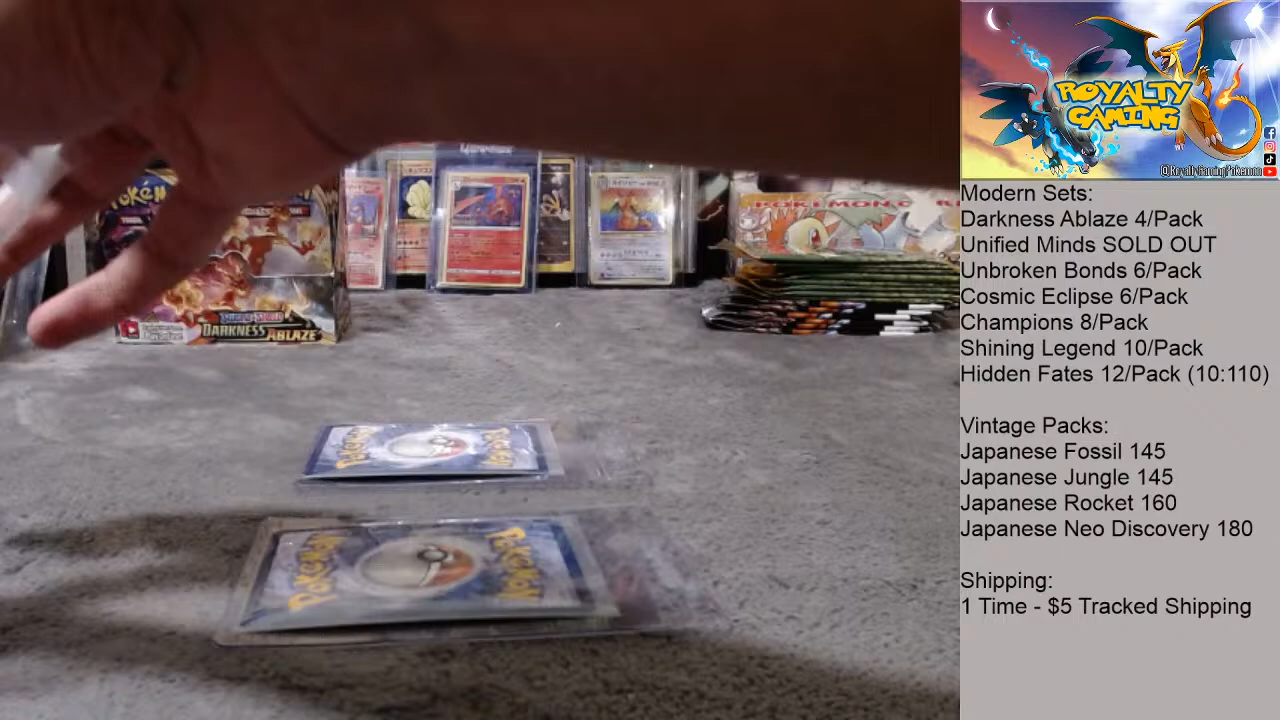 ROYALTY
GAMING
@RoyaltyGamingPokemon
Modern Sets:
Darkness Ablaze 4/Pack
Unified Minds SOLD OUT
Unbroken Bonds 6/Pack
Cosmic Eclipse 6/Pack
Champions 8/Pack
Shining Legend 10/Pack
Hidden Fates 12/Pack (10:110)
Vintage Packs:
Japanese Fossil 145
Japanese Jungle 145
Japanese Rocket 160
Japanese Neo Discovery 180
Shipping:
1 Time - $5 Tracked Shipping
POKéMON
DARKNESS ABLAZE
POKéMON POKéMON
POKéMON POKéMON